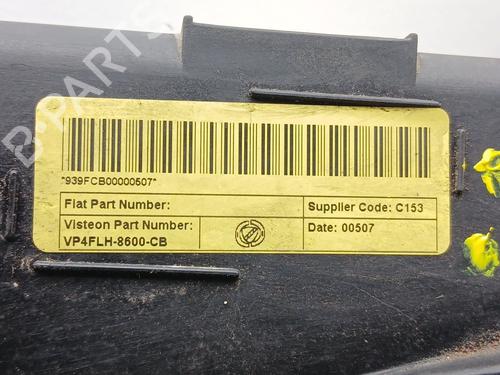 B-PARTS
*939FCB00000507*
Fiat Part Number:
Supplier Code: C153
Visteon Part Number:
VP4FLH-8600-CB
Date: 00507